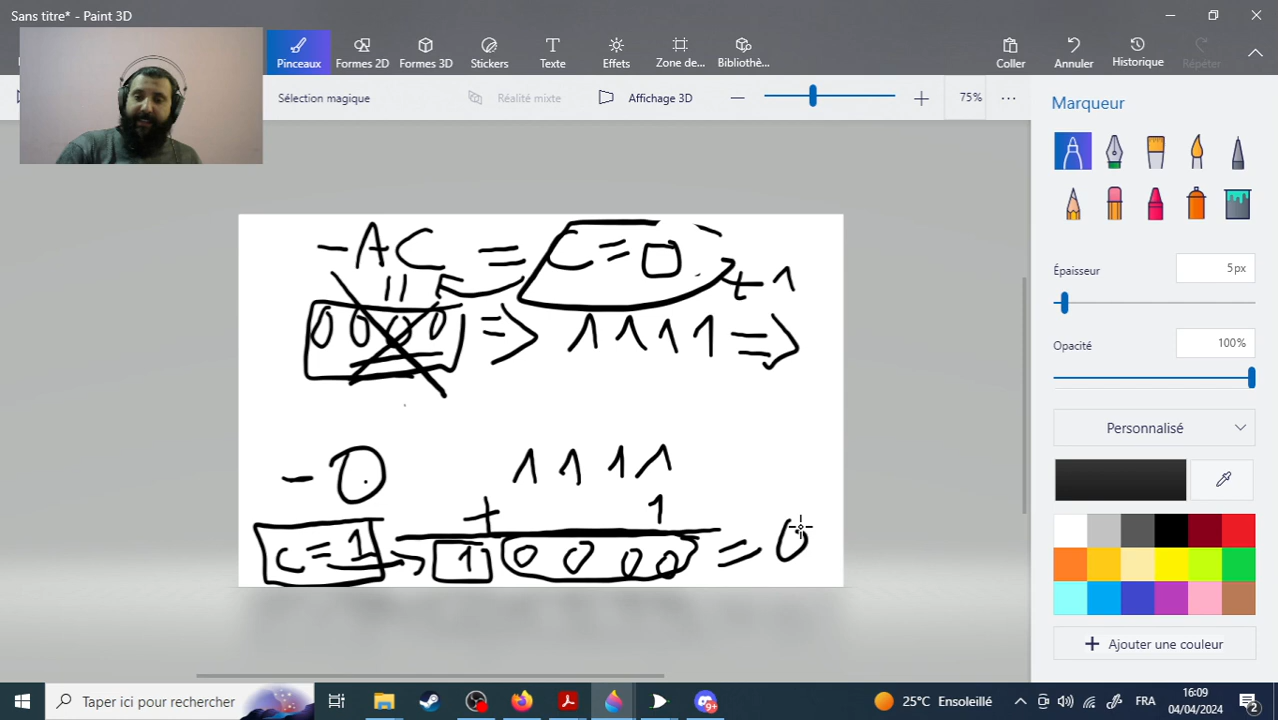 Sans titre* - Paint 3D
Pinceaux
Formes 2D
Formes 3D
Stickers
Texte
Effets
Zone de...
Bibliothè...
Coller
Annuler
Historique
Répéter
Sélection magique
Réalité mixte
Affichage 3D
75%
Marqueur
Épaisseur
5px
Opacité
100%
Personnalisé
Ajouter une couleur
-AC = C=0
+1
0000 => 1111 =>
-0 1111
+ 1
C=1 1 0000 = 0
Taper ici pour rechercher
25°C Ensoleillé
FRA
16:09
04/04/2024
2